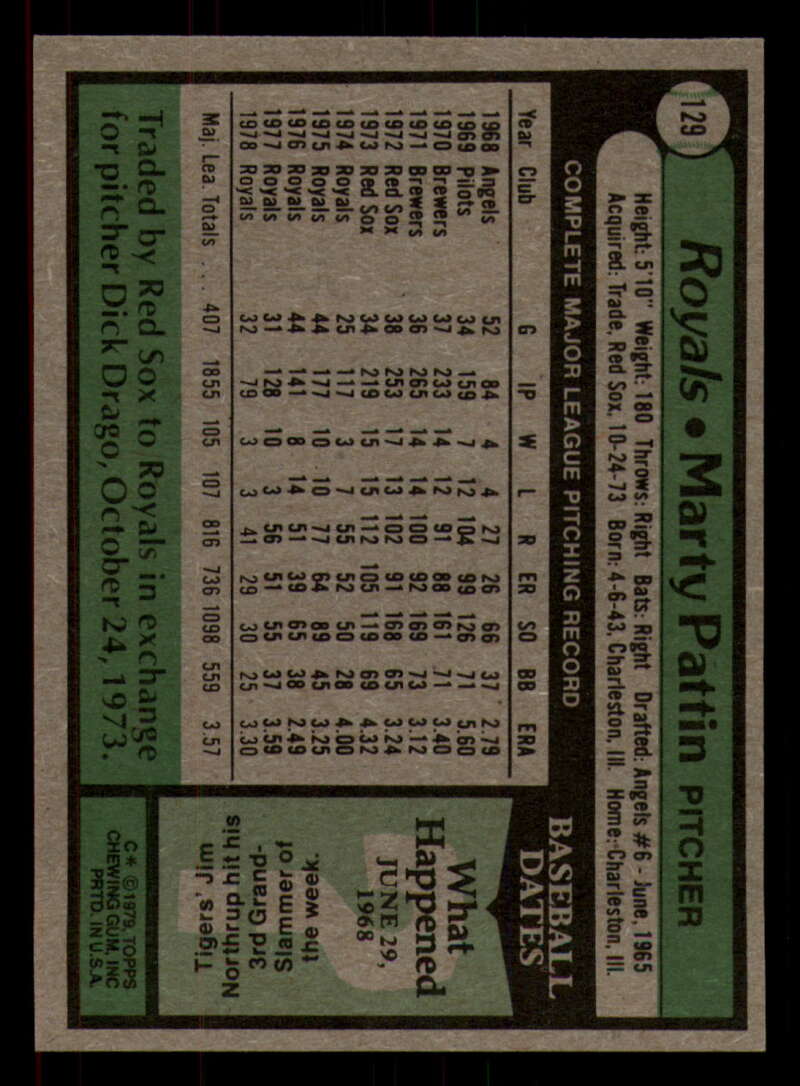 129
Royals • Marty Pattin PITCHER
Height: 5'10" Weight: 180 Throws: Right Bats: Right Drafted: Angels #6 - June, 1965
Acquired: Trade, Red Sox, 10-24-73 Born: 4-6-43, Charleston, Ill. Home: Charleston, Ill.
COMPLETE MAJOR LEAGUE PITCHING RECORD
Year Club G IP W L R ER SO BB ERA
1968 Angels 52 84 4 4 27 26 66 37 2.79
1969 Pilots 34 159 7 12 104 99 126 71 5.60
1970 Brewers 37 233 14 12 91 88 161 71 3.40
1971 Brewers 36 265 14 14 100 92 169 73 3.12
1972 Red Sox 38 253 17 13 102 91 168 65 3.24
1973 Red Sox 34 219 15 15 112 105 119 69 4.32
1974 Royals 25 117 3 7 55 52 50 28 4.00
1975 Royals 44 177 10 10 77 64 89 45 3.25
1976 Royals 44 141 8 14 51 39 65 38 2.49
1977 Royals 31 128 10 3 56 51 55 37 3.59
1978 Royals 32 79 3 3 41 29 30 25 3.30
Maj. Lea. Totals . . . 407 1855 105 107 816 736 1098 559 3.57
Traded by Red Sox to Royals in exchange
for pitcher Dick Drago, October 24, 1973.
BASEBALL
DATES
What
Happened
JUNE 29,
1968
Tigers' Jim
Northrup hit his
3rd Grand-
Slammer of
the week.
C* ©1979, TOPPS
CHEWING GUM, INC
PRTD. IN U.S.A.